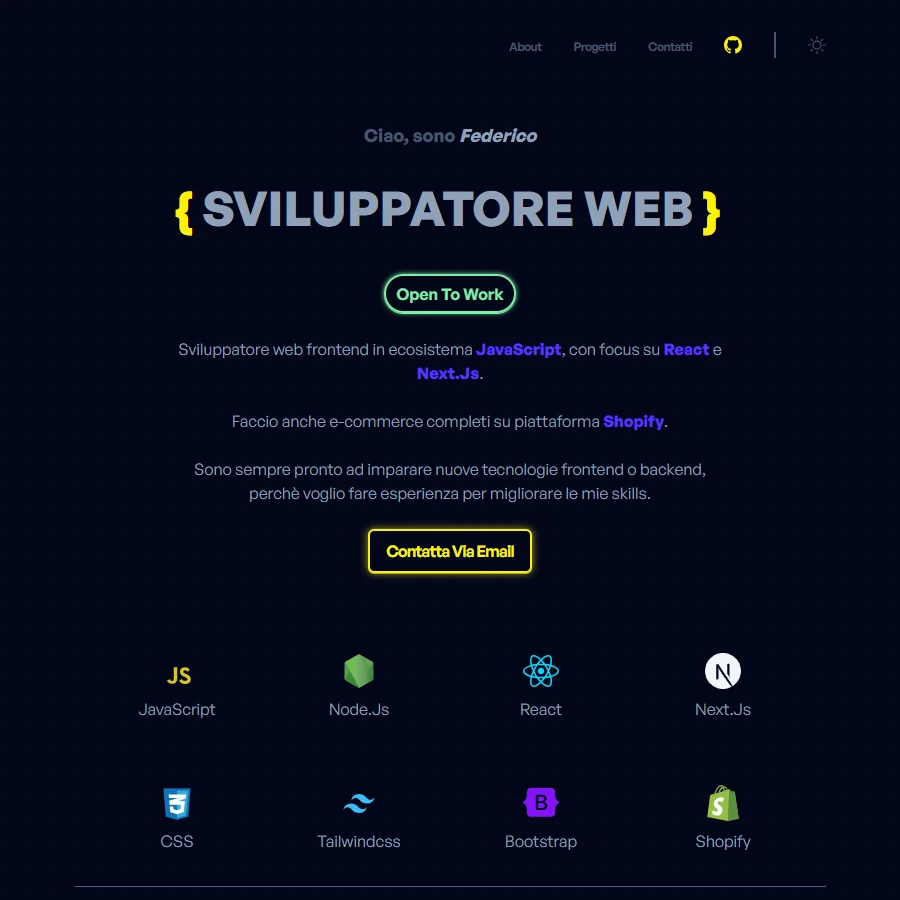 About Progetti Contatti
Ciao, sono Federico
{ SVILUPPATORE WEB }
Open To Work
Sviluppatore web frontend in ecosistema JavaScript, con focus su React e
Next.Js.
Faccio anche e-commerce completi su piattaforma Shopify.
Sono sempre pronto ad imparare nuove tecnologie frontend o backend,
perchè voglio fare esperienza per migliorare le mie skills.
Contatta Via Email
JS
JavaScript Node.Js React Next.Js
CSS Tailwindcss Bootstrap Shopify